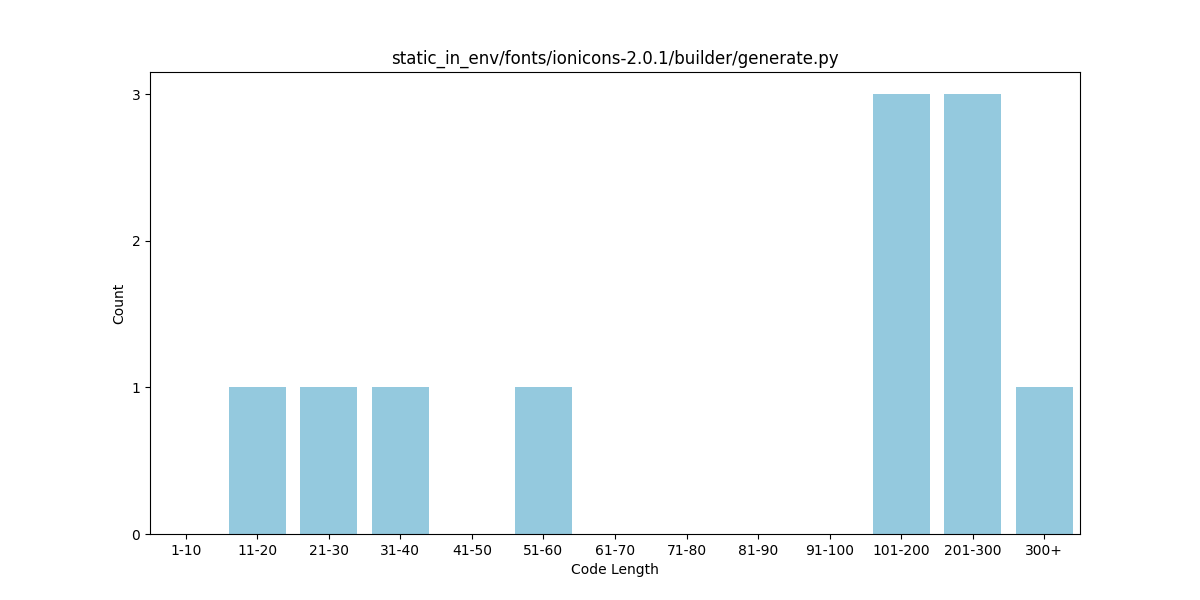 static_in_env/fonts/ionicons-2.0.1/builder/generate.py
3
2
1
0
Count
1-10 11-20 21-30 31-40 41-50 51-60 61-70 71-80 81-90 91-100 101-200 201-300 300+
Code Length